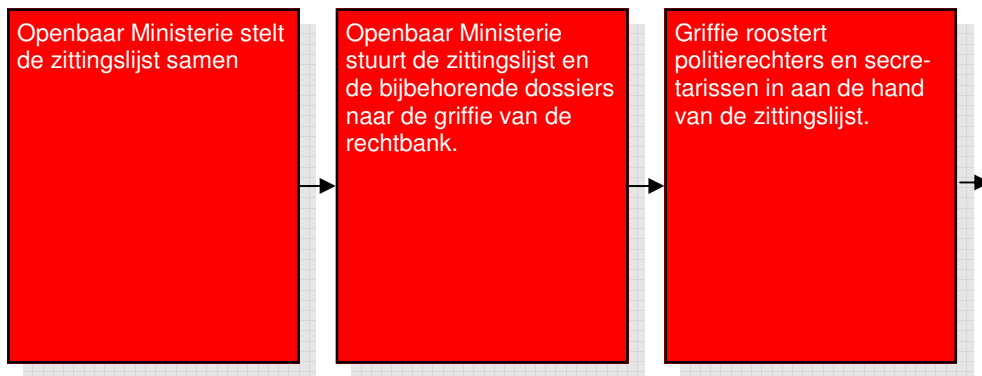 Openbaar Ministerie stelt
de zittingslijst samen
Openbaar Ministerie
stuurt de zittingslijst en
de bijbehorende dossiers
naar de griffie van de
rechtbank.
Griffie roostert
politierechters en secre-
tarissen in aan de hand
van de zittingslijst.